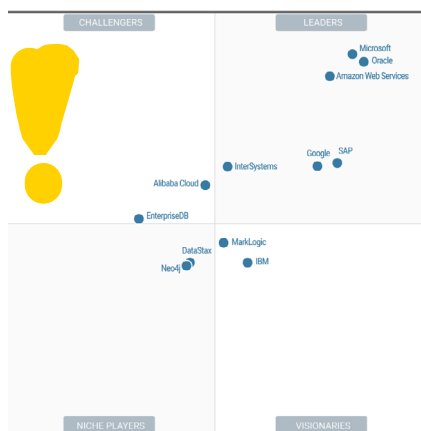 CHALLENGERS
LEADERS
Microsoft
Oracle
Amazon Web Services
Google
SAP
InterSystems
Alibaba Cloud
EnterpriseDB
MarkLogic
DataStax
IBM
Neo4j
NICHE PLAYERS
VISIONARIES